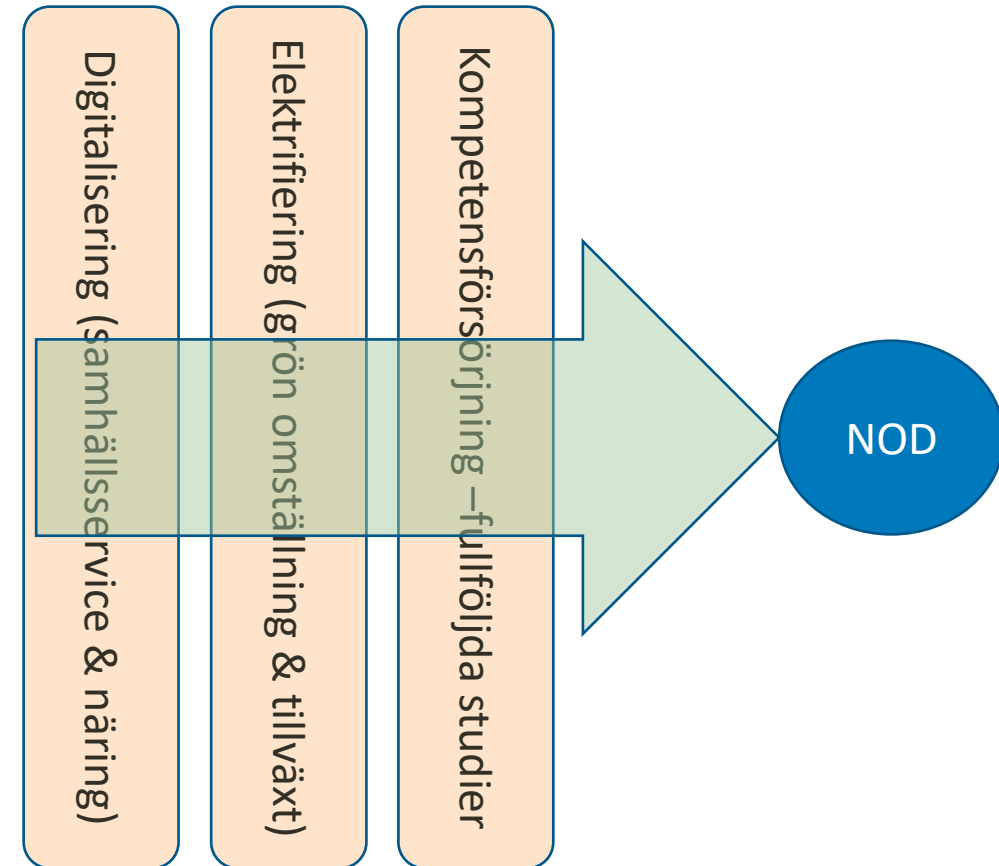 Digitalisering (samhällsservice & näring)
Elektrifiering (grön omställning & tillväxt)
Kompetensförsörjning –fullföljda studier
NOD